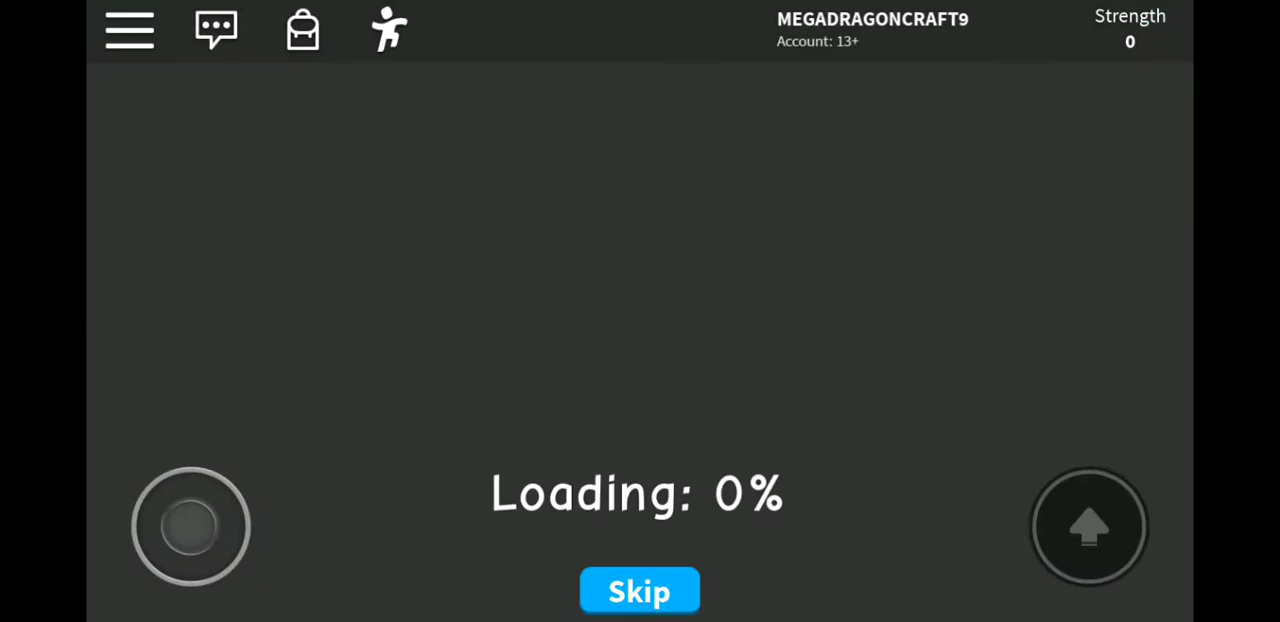 MEGADRAGONCRAFT9
Account: 13+
Strength
0
Loading: 0%
Skip